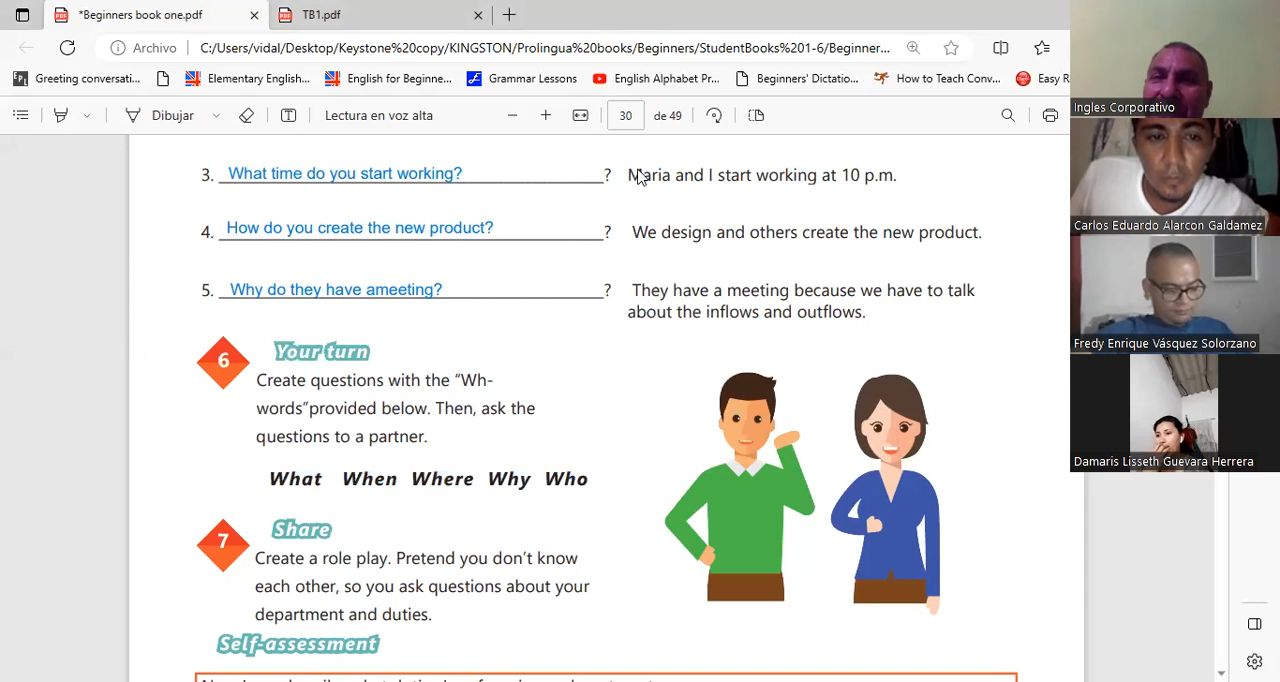 *Beginners book one.pdf
TB1.pdf
Archivo
C:/Users/vidal/Desktop/Keystone%20copy/KINGSTON/Prolingua%20books/Beginners/StudentBooks%201-6/Beginner...
Greeting conversati...
Elementary English...
English for Beginne...
Grammar Lessons
English Alphabet Pr...
Beginners' Dictatio...
How to Teach Conv...
Easy R
Dibujar
Lectura en voz alta
30
de 49
3. What time do you start working? ? Maria and I start working at 10 p.m.
4. How do you create the new product? ? We design and others create the new product.
5. Why do they have ameeting? ? They have a meeting because we have to talk
about the inflows and outflows.
6 Your turn
Create questions with the “Wh-
words”provided below. Then, ask the
questions to a partner.
What When Where Why Who
7 Share
Create a role play. Pretend you don’t know
each other, so you ask questions about your
department and duties.
Self-assessment
Ingles Corporativo
Carlos Eduardo Alarcon Galdamez
Fredy Enrique Vásquez Solorzano
Damaris Lisseth Guevara Herrera